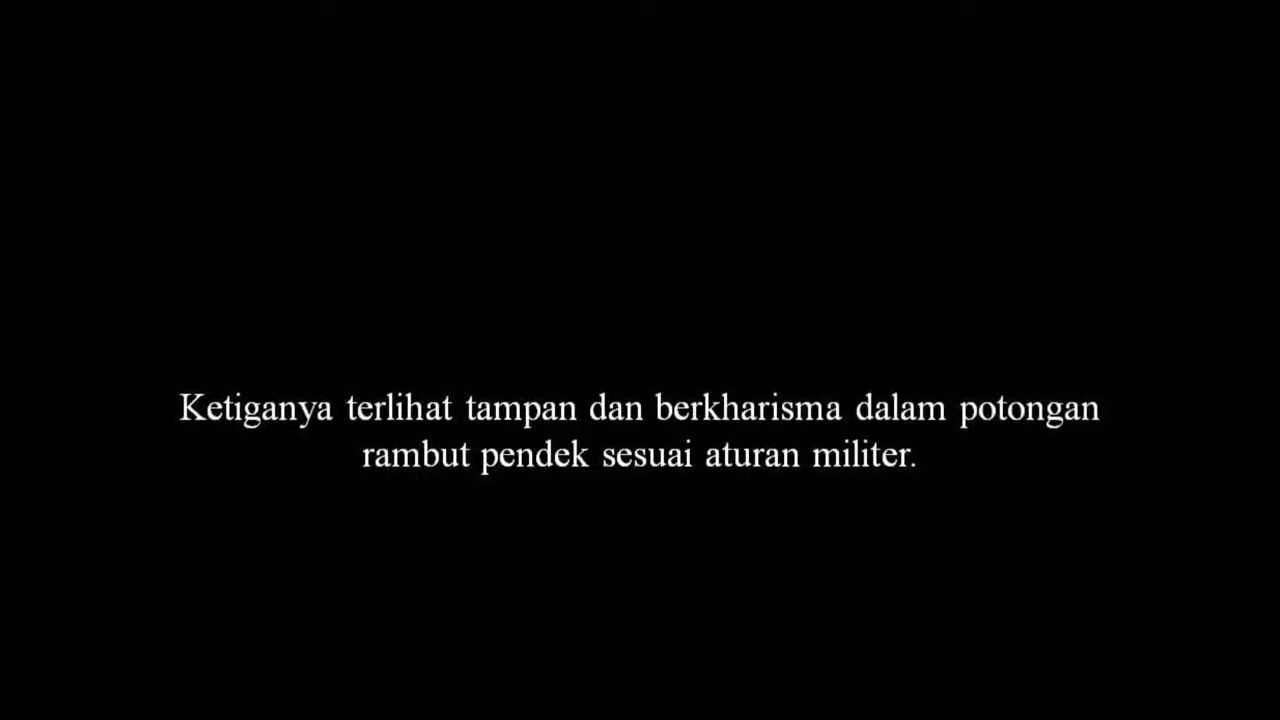 Ketiganya terlihat tampan dan berkharisma dalam potongan
rambut pendek sesuai aturan militer.